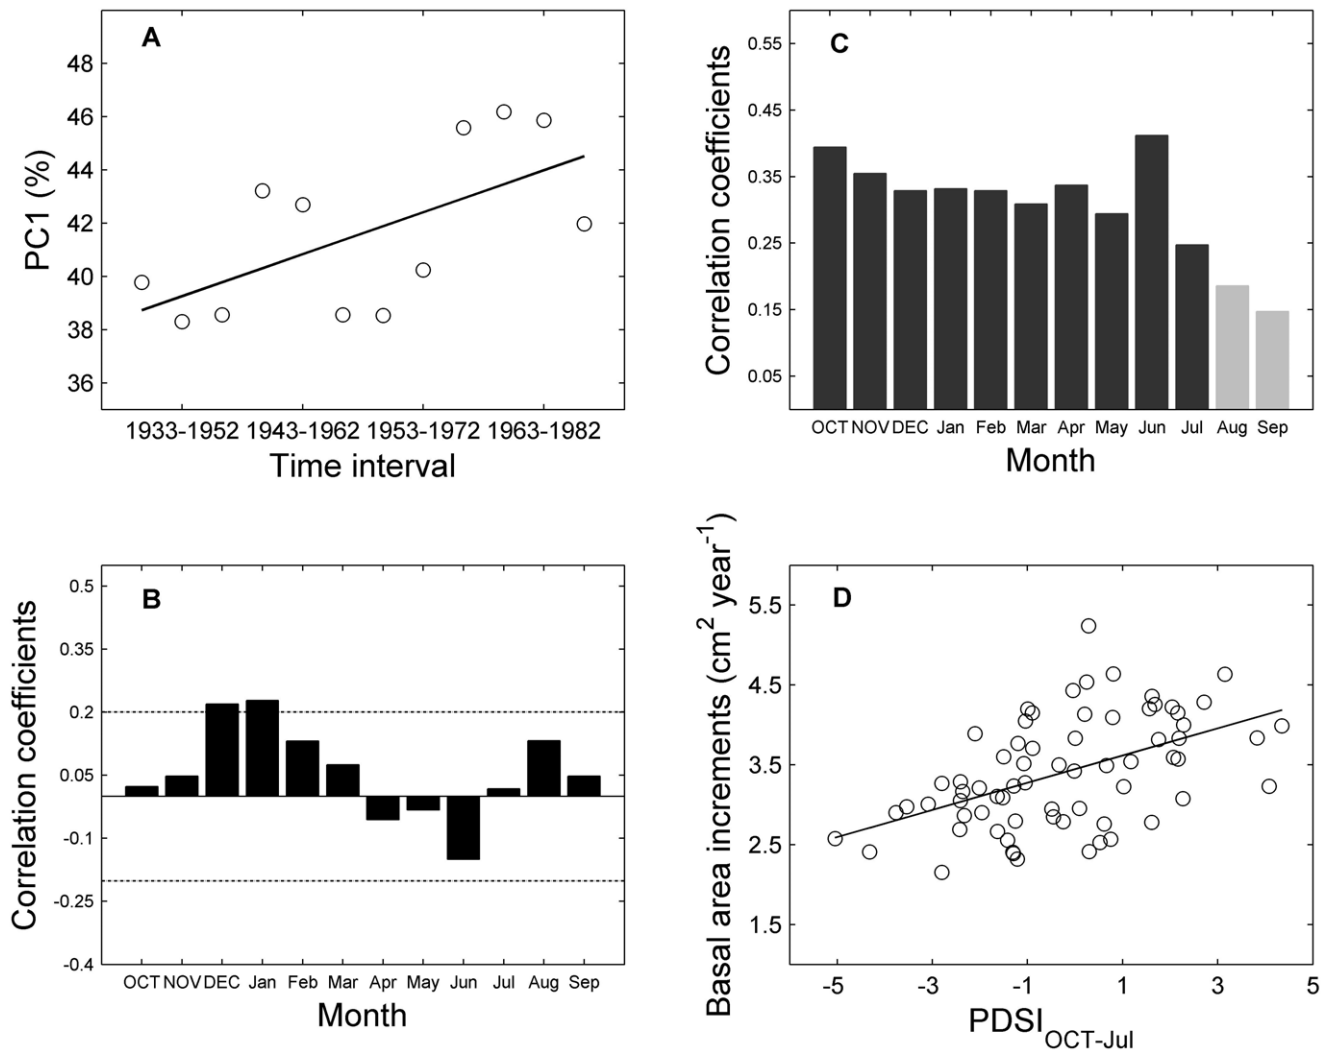 A
PC1 (%)
48
46
44
42
40
38
36
1933-1952 1943-1962 1953-1972 1963-1982
Time interval
C
Correlation coefficients
0.55
0.45
0.35
0.25
0.15
0.05
OCT NOV DEC Jan Feb Mar Apr May Jun Jul Aug Sep
Month
B
Correlation coefficients
0.5
0.35
0.2
0.05
-0.1
-0.25
-0.4
OCT NOV DEC Jan Feb Mar Apr May Jun Jul Aug Sep
Month
D
Basal area increments (cm² year⁻¹)
5.5
4.5
3.5
2.5
1.5
-5 -3 -1 1 3 5
PDSI OCT-Jul